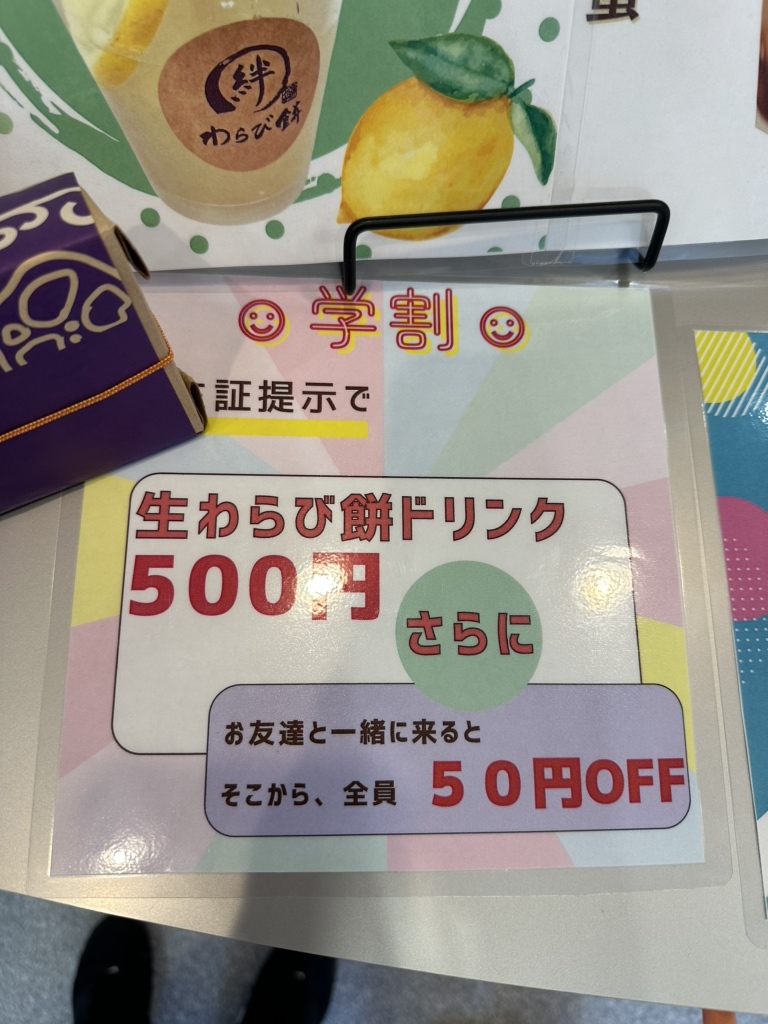 絆
わらび餅
学割
証提示で
生わらび餅ドリンク
500円
さらに
お友達と一緒に来ると
そこから、全員 50円OFF